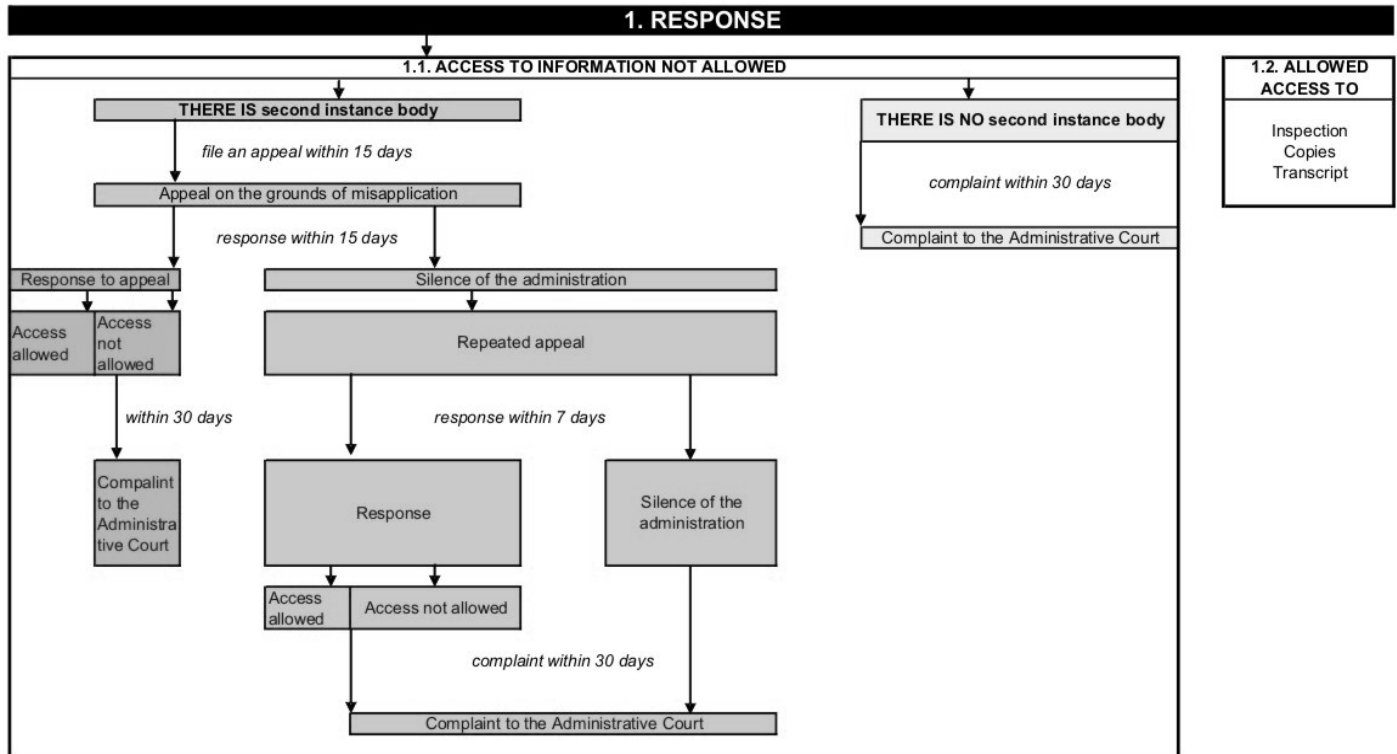 1. RESPONSE
1.1. ACCESS TO INFORMATION NOT ALLOWED
THERE IS second instance body
file an appeal within 15 days
Appeal on the grounds of misapplication
response within 15 days
Response to appeal
Silence of the administration
Access
allowed
Access
not
allowed
Repeated appeal
within 30 days
response within 7 days
Compalint
to the
Administra
tive Court
Response
Silence of the
administration
Access
allowed
Access not allowed
complaint within 30 days
Complaint to the Administrative Court
THERE IS NO second instance body
complaint within 30 days
Complaint to the Administrative Court
1.2. ALLOWED
ACCESS TO
Inspection
Copies
Transcript